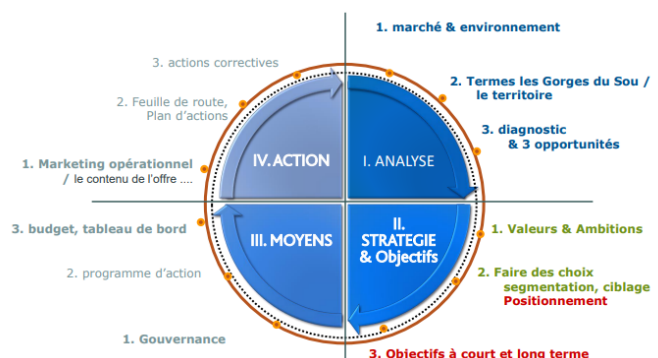 1. marché & environnement
2. Termes les Gorges du Sou /
le territoire
3. diagnostic
& 3 opportunités
I. ANALYSE
1. Valeurs & Ambitions
2. Faire des choix
segmentation, ciblage
Positionnement
3. Objectifs à court et long terme
II.
STRATEGIE
& Objectifs
III. MOYENS
1. Gouvernance
2. programme d'action
3. budget, tableau de bord
IV. ACTION
1. Marketing opérationnel
/ le contenu de l'offre ....
2. Feuille de route,
Plan d'actions
3. actions correctives